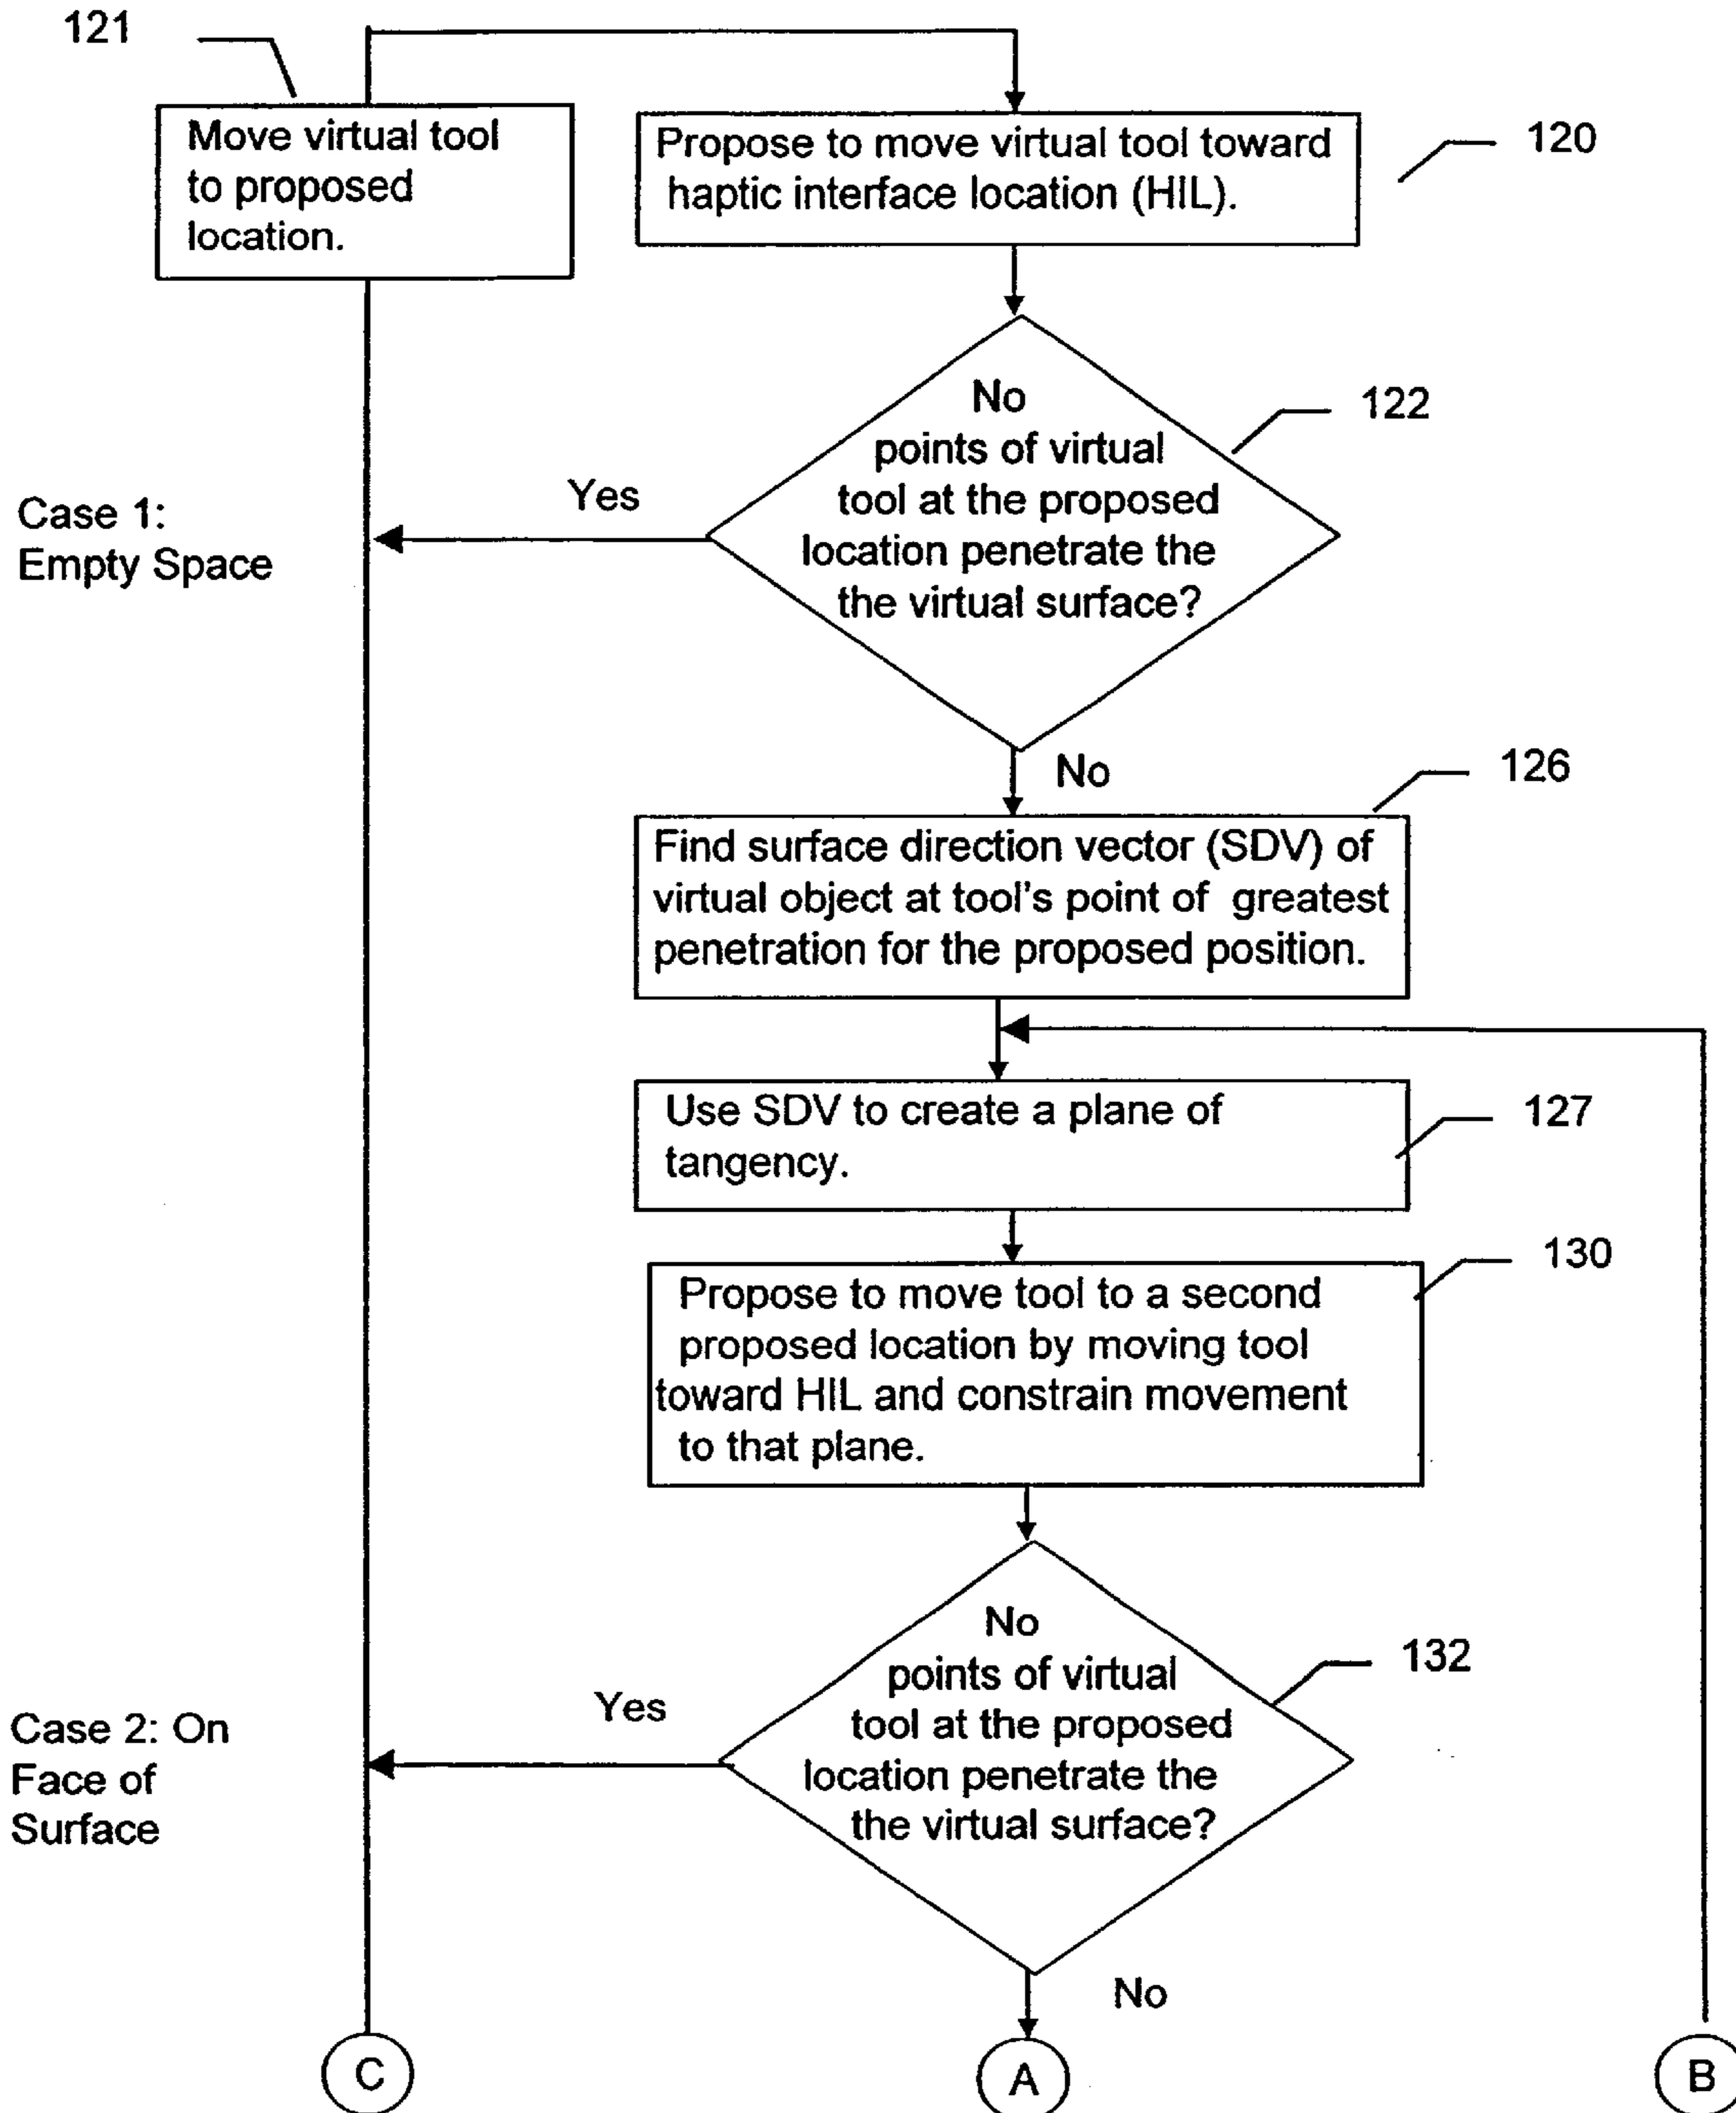 121
Move virtual tool
to proposed
location.
Propose to move virtual tool toward
haptic interface location (HIL).
120
No
points of virtual
tool at the proposed
location penetrate the
the virtual surface?
122
Yes
Case 1:
Empty Space
No
126
Find surface direction vector (SDV) of
virtual object at tool's point of greatest
penetration for the proposed position.
Use SDV to create a plane of
tangency.
127
130
Propose to move tool to a second
proposed location by moving tool
toward HIL and constrain movement
to that plane.
No
points of virtual
tool at the proposed
location penetrate the
the virtual surface?
132
Yes
Case 2: On
Face of
Surface
No
C
A
B